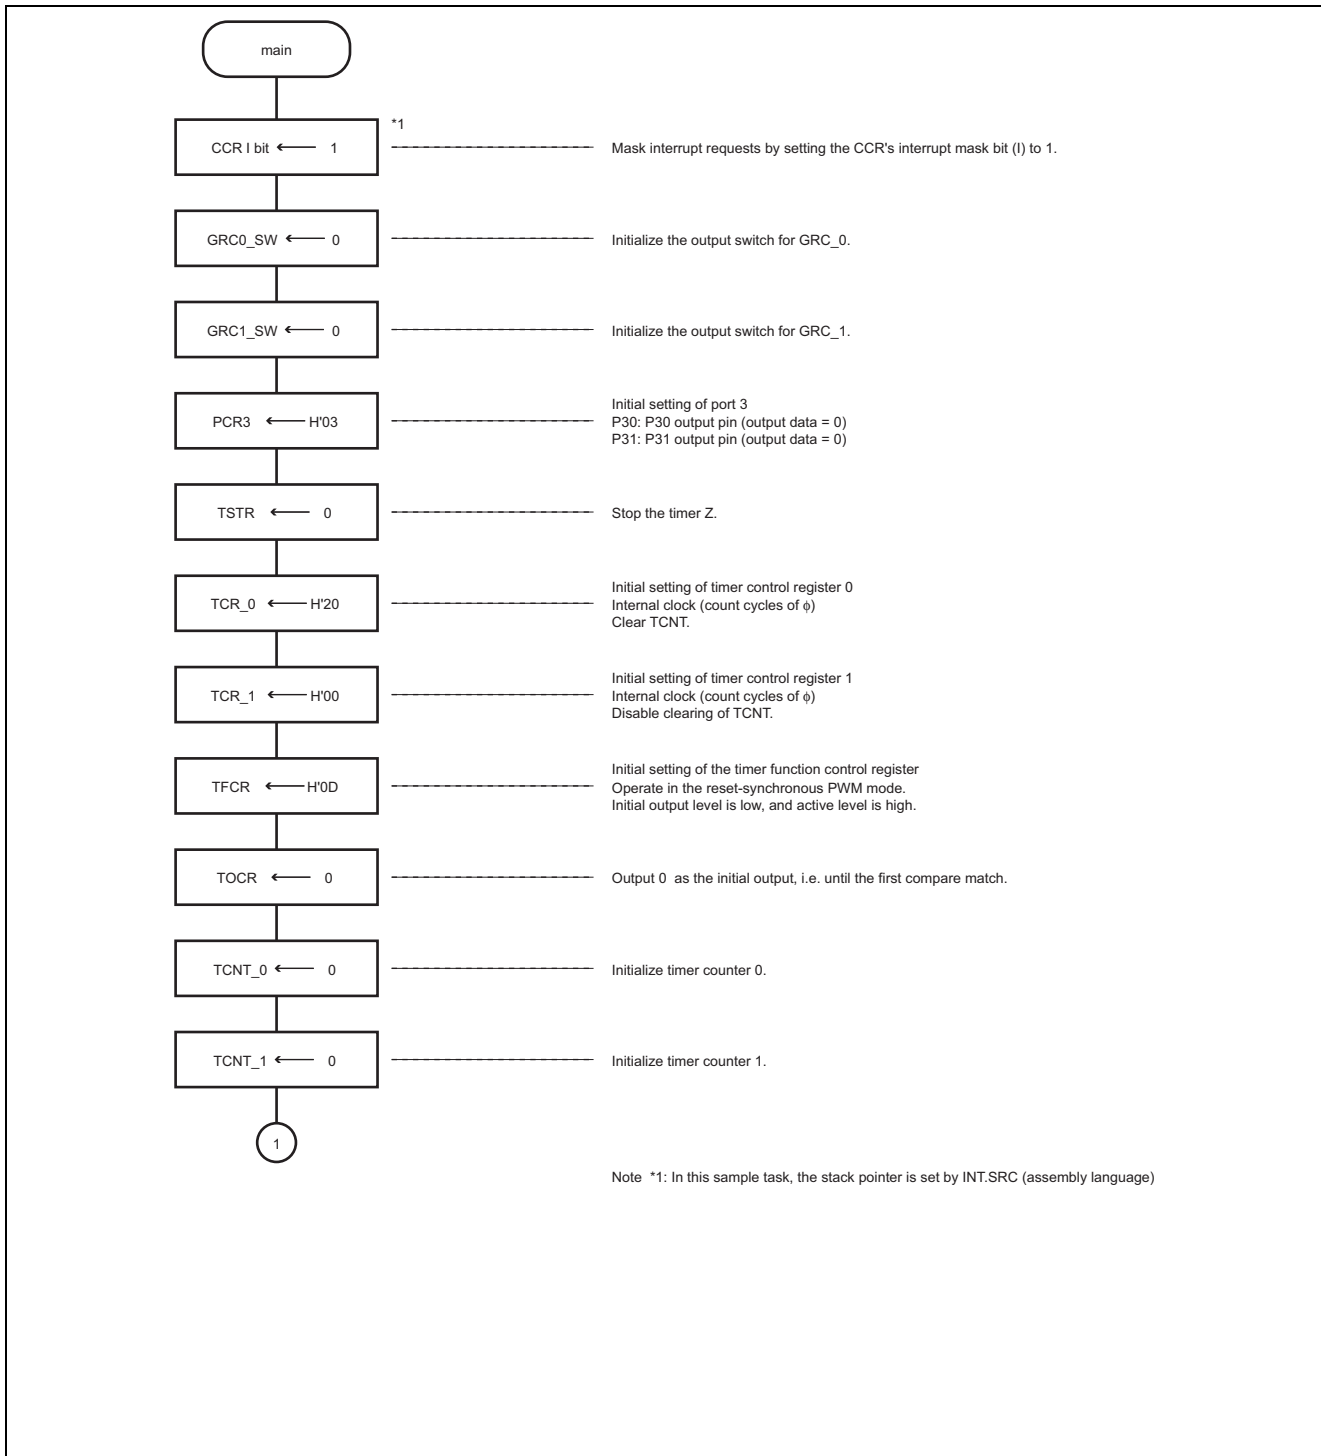 main
*1
CCR I bit ← 1
Mask interrupt requests by setting the CCR's interrupt mask bit (I) to 1.
GRC0_SW ← 0
Initialize the output switch for GRC_0.
GRC1_SW ← 0
Initialize the output switch for GRC_1.
PCR3 ← H'03
Initial setting of port 3
P30: P30 output pin (output data = 0)
P31: P31 output pin (output data = 0)
TSTR ← 0
Stop the timer Z.
TCR_0 ← H'20
Initial setting of timer control register 0
Internal clock (count cycles of ϕ)
Clear TCNT.
TCR_1 ← H'00
Initial setting of timer control register 1
Internal clock (count cycles of ϕ)
Disable clearing of TCNT.
TFCR ← H'0D
Initial setting of the timer function control register
Operate in the reset-synchronous PWM mode.
Initial output level is low, and active level is high.
TOCR ← 0
Output 0 as the initial output, i.e. until the first compare match.
TCNT_0 ← 0
Initialize timer counter 0.
TCNT_1 ← 0
Initialize timer counter 1.
1
Note *1: In this sample task, the stack pointer is set by INT.SRC (assembly language)